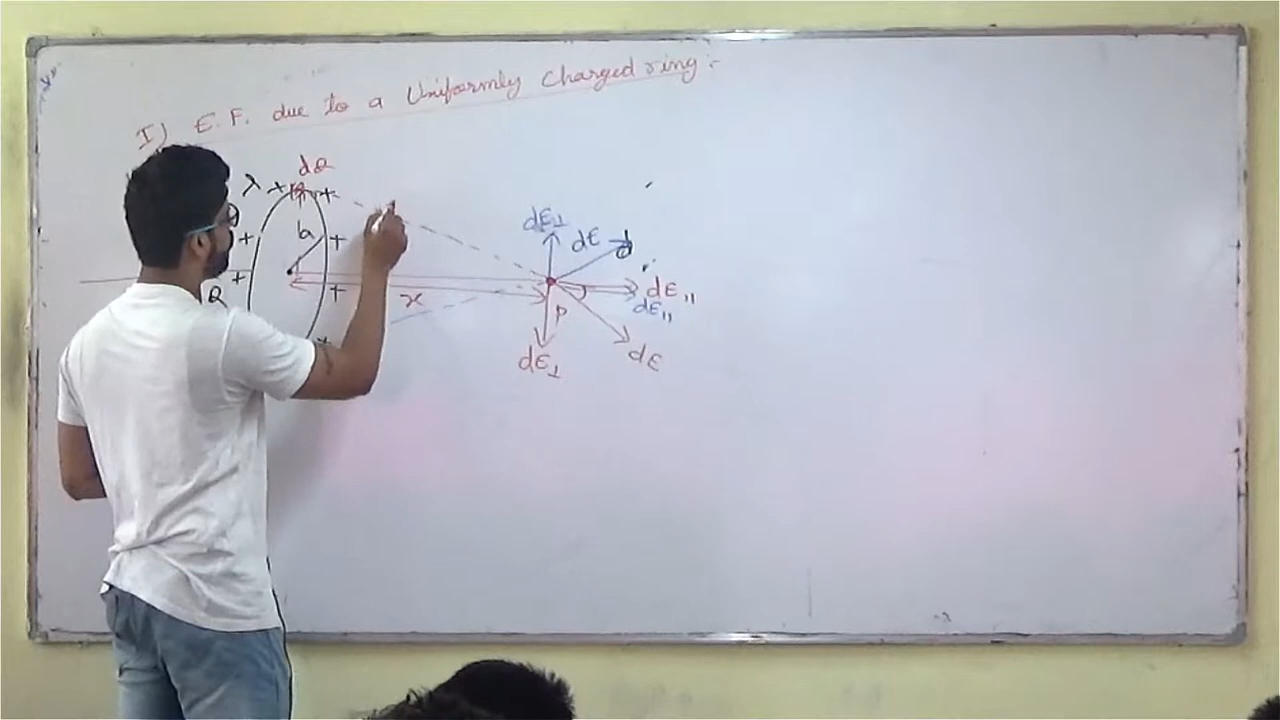 I) E.F. due to a Uniformly Charged ring :-
dQ
λ + + +
dE⊥
dE
a
+ +
+ +
dE∥
x
dE∥
Q
P
dE⊥
dE
+